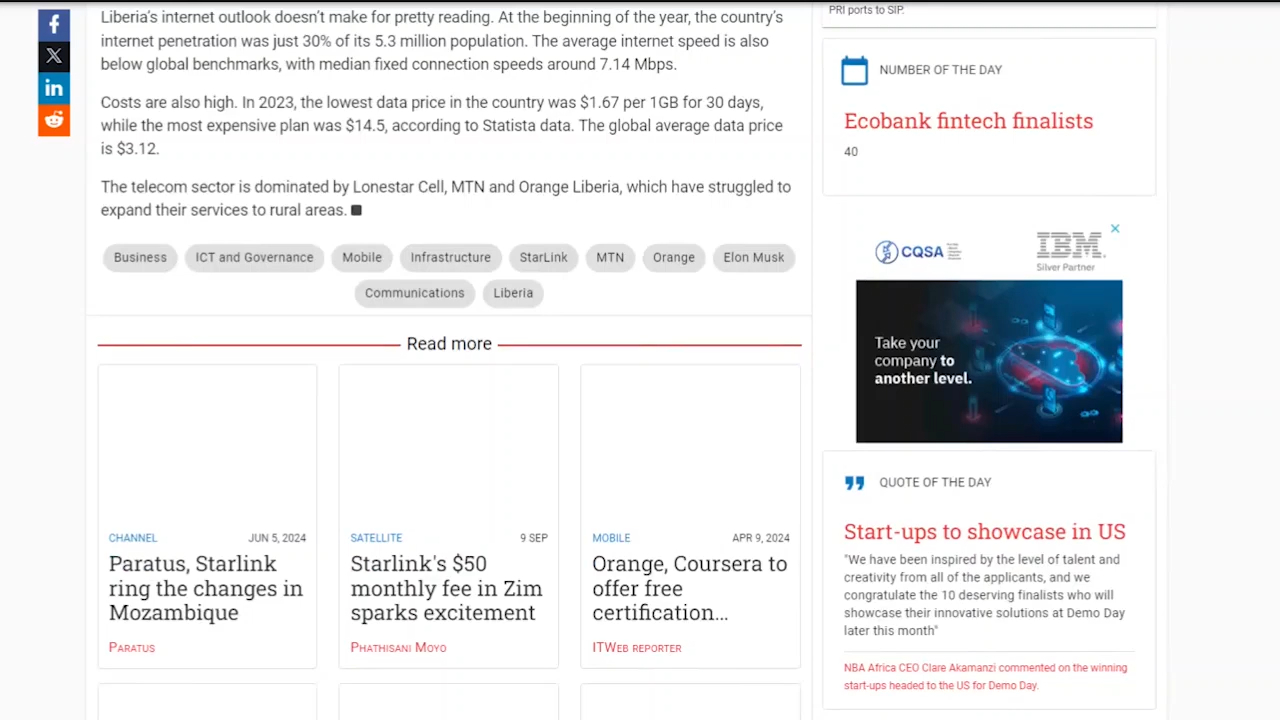 Liberia's internet outlook doesn't make for pretty reading. At the beginning of the year, the country's
internet penetration was just 30% of its 5.3 million population. The average internet speed is also
below global benchmarks, with median fixed connection speeds around 7.14 Mbps.
Costs are also high. In 2023, the lowest data price in the country was $1.67 per 1GB for 30 days,
while the most expensive plan was $14.5, according to Statista data. The global average data price
is $3.12.
The telecom sector is dominated by Lonestar Cell, MTN and Orange Liberia, which have struggled to
expand their services to rural areas.
Business ICT and Governance Mobile Infrastructure StarLink MTN Orange Elon Musk
Communications Liberia
Read more
CHANNEL JUN 5, 2024
Paratus, Starlink
ring the changes in
Mozambique
PARATUS
SATELLITE 9 SEP
Starlink's $50
monthly fee in Zim
sparks excitement
PHATHISANI MOYO
MOBILE APR 9, 2024
Orange, Coursera to
offer free
certification...
ITWEB REPORTER
PRI ports to SIP.
NUMBER OF THE DAY
Ecobank fintech finalists
40
CQSA
IBM
Silver Partner
Take your
company to
another level.
QUOTE OF THE DAY
Start-ups to showcase in US
"We have been inspired by the level of talent and
creativity from all of the applicants, and we
congratulate the 10 deserving finalists who will
showcase their innovative solutions at Demo Day
later this month"
NBA Africa CEO Clare Akamanzi commented on the winning
start-ups headed to the US for Demo Day.